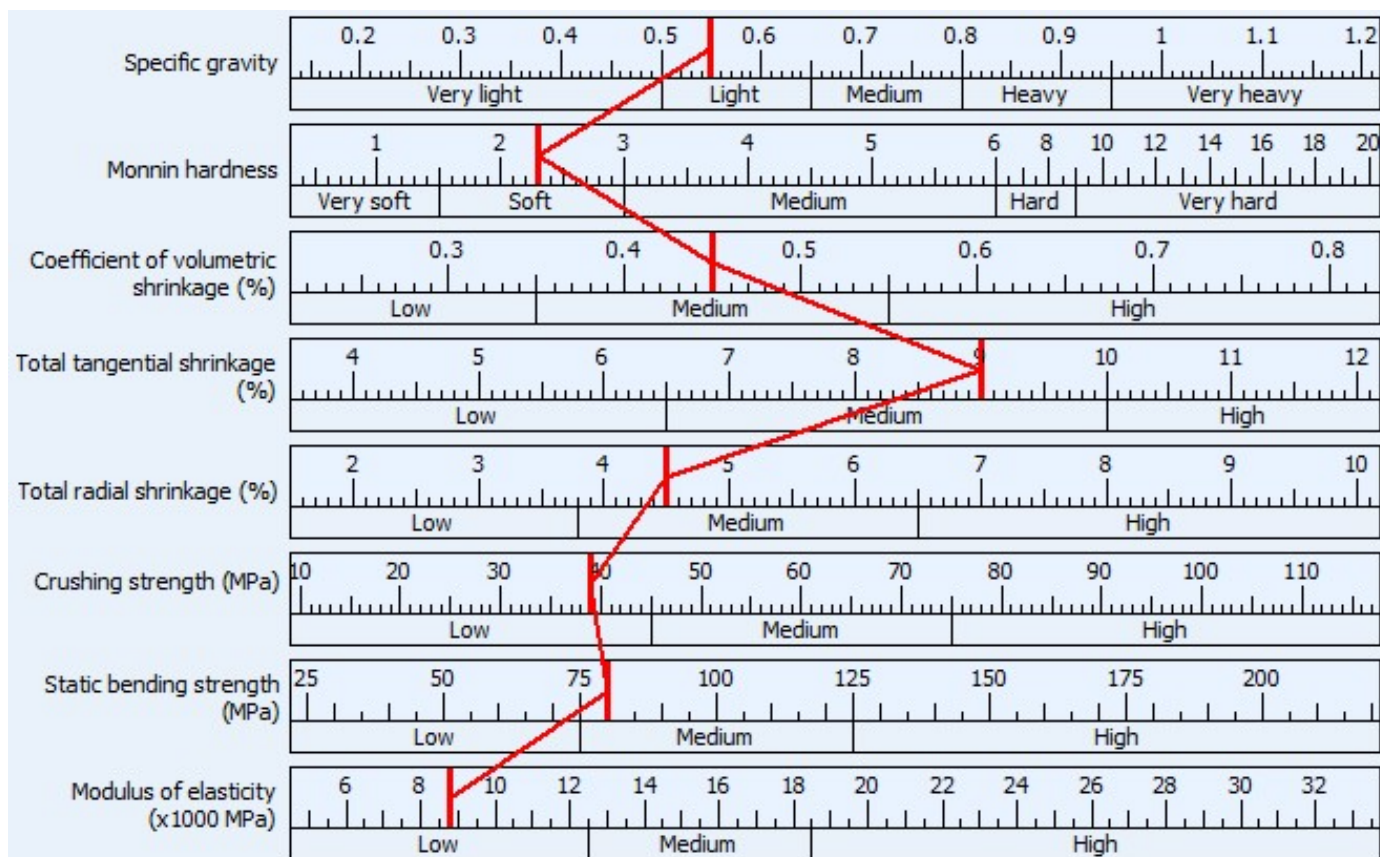 0.2 0.3 0.4 0.5 0.6 0.7 0.8 0.9 1 1.1 1.2
Specific gravity
Very light Light Medium Heavy Very heavy
1 2 3 4 5 6 8 10 12 14 16 18 20
Monnin hardness
Very soft Soft Medium Hard Very hard
0.3 0.4 0.5 0.6 0.7 0.8
Coefficient of volumetric
shrinkage (%)
Low Medium High
4 5 6 7 8 9 10 11 12
Total tangential shrinkage
(%)
Low Medium High
2 3 4 5 6 7 8 9 10
Total radial shrinkage (%)
Low Medium High
10 20 30 40 50 60 70 80 90 100 110
Crushing strength (MPa)
Low Medium High
25 50 75 100 125 150 175 200
Static bending strength
(MPa)
Low Medium High
6 8 10 12 14 16 18 20 22 24 26 28 30 32
Modulus of elasticity
(x1000 MPa)
Low Medium High